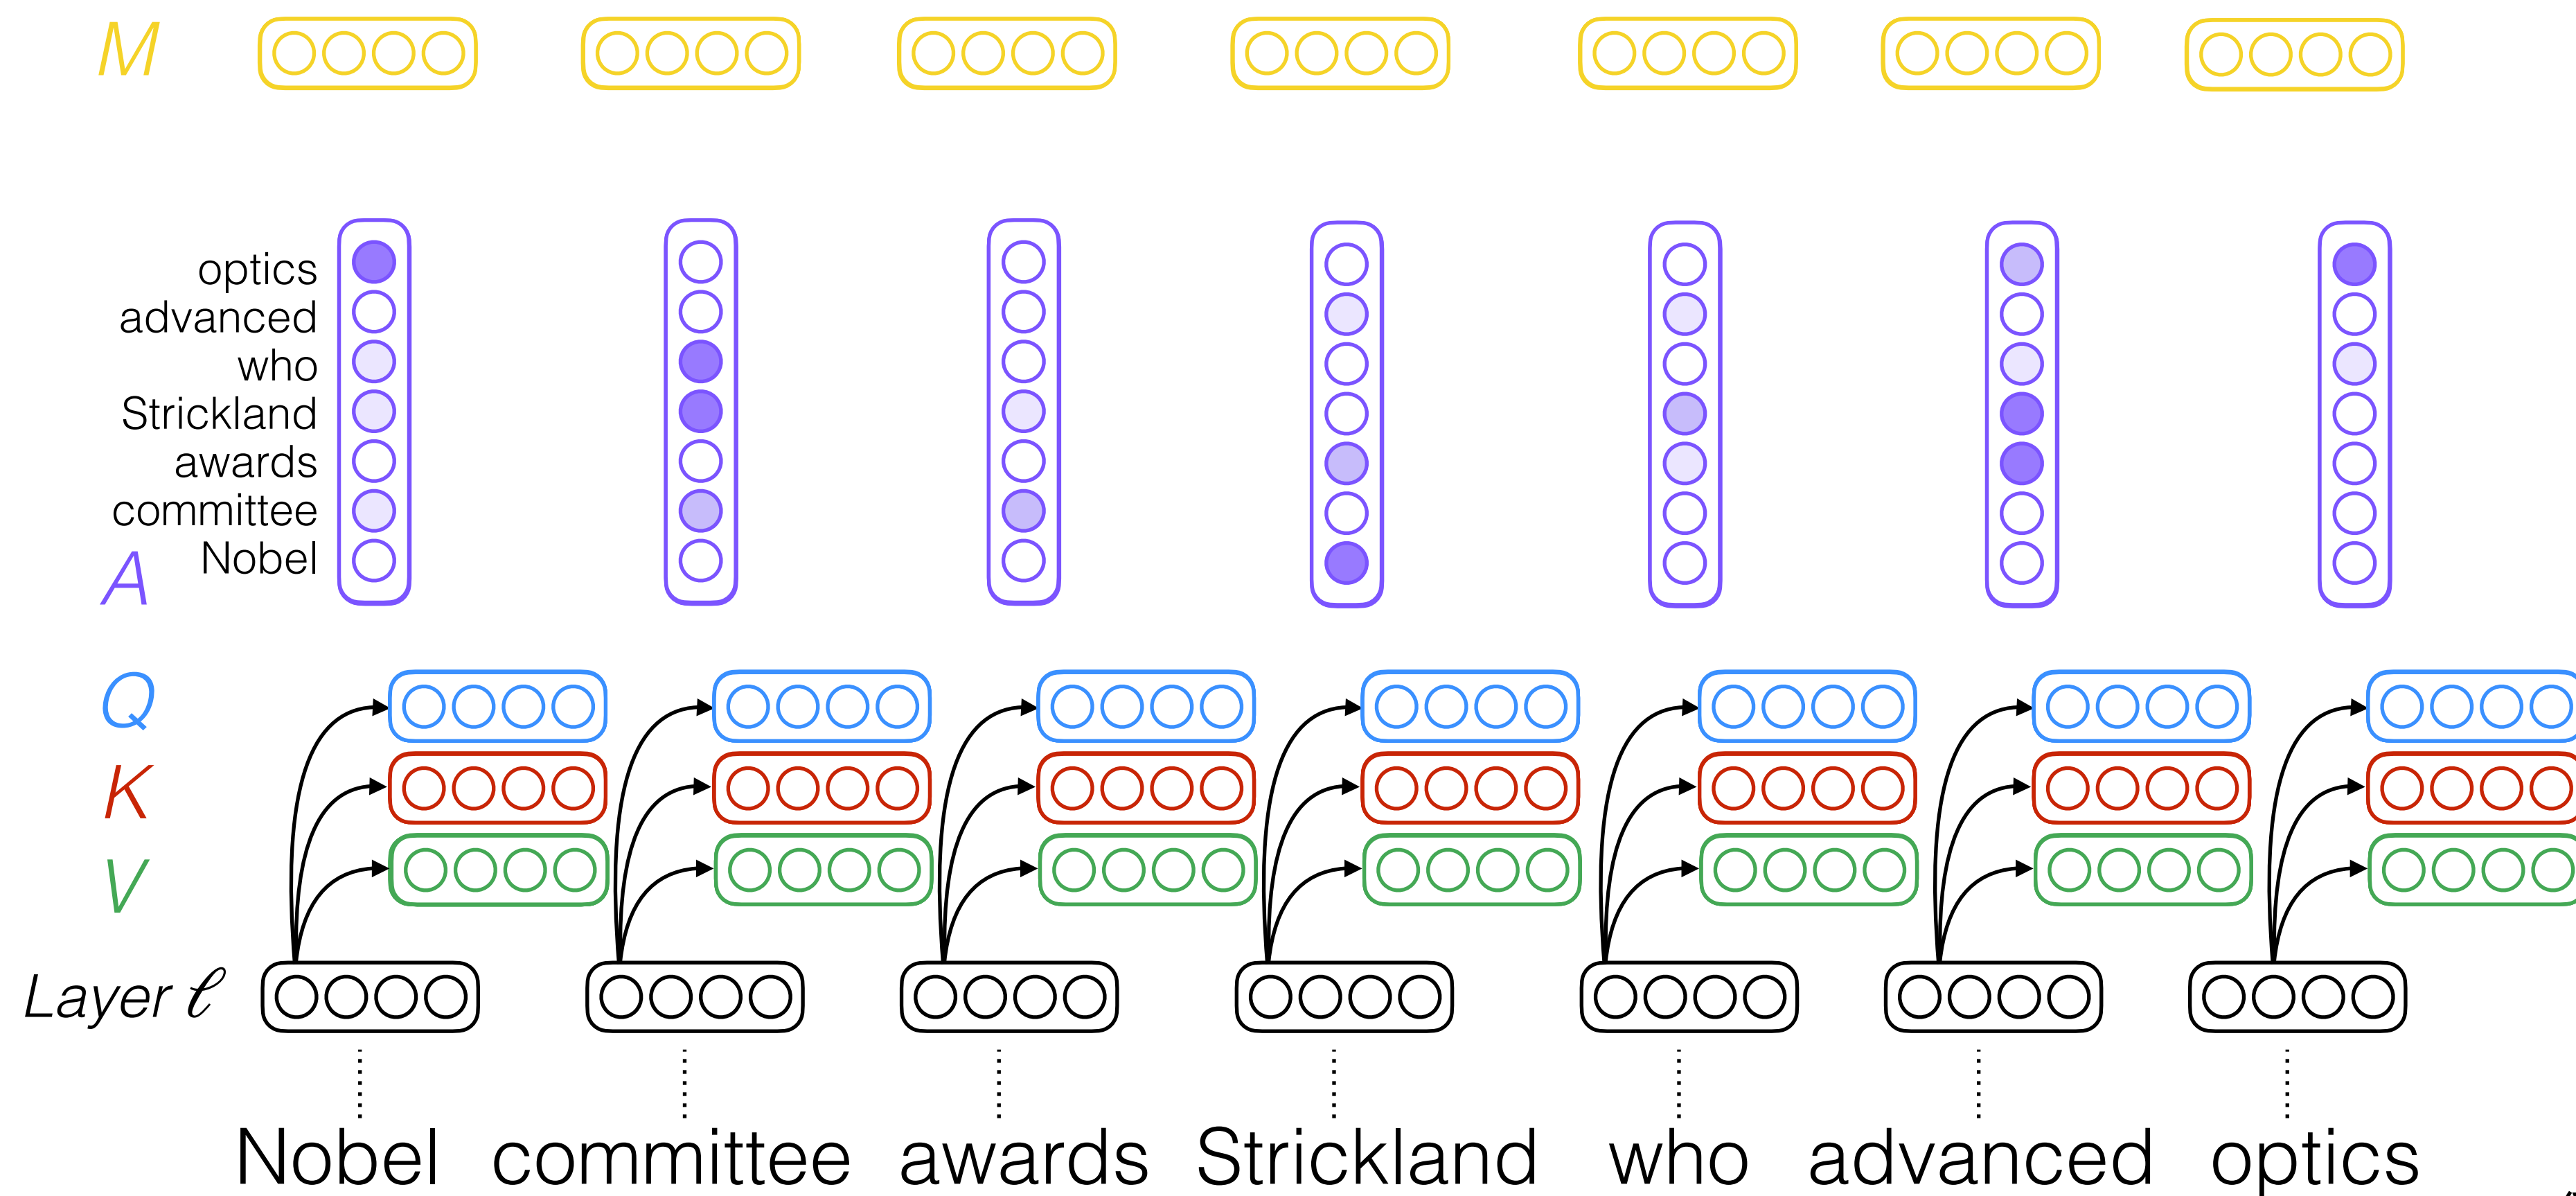 M
optics
advanced
who
Strickland
awards
committee
Nobel
A
Q
K
V
Layer ℓ
Nobel committee awards Strickland who advanced optics